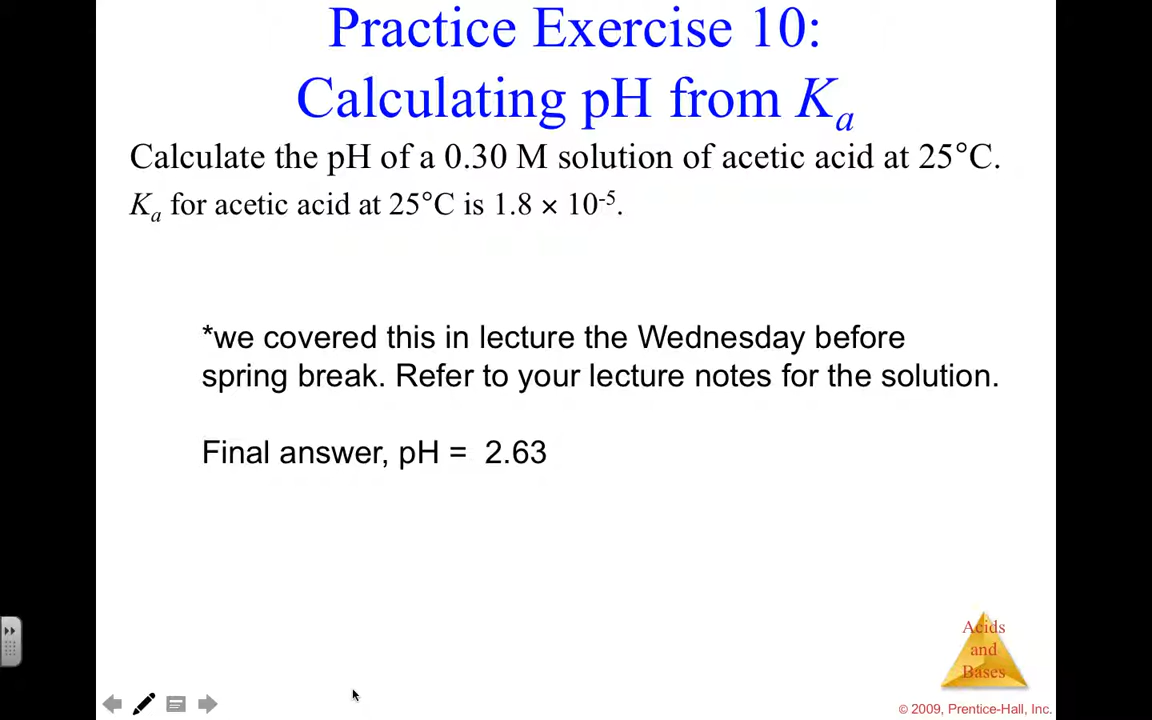 Practice Exercise 10:
Calculating pH from Ka
Calculate the pH of a 0.30 M solution of acetic acid at 25°C.
Ka for acetic acid at 25°C is 1.8 × 10-5.
*we covered this in lecture the Wednesday before
spring break. Refer to your lecture notes for the solution.
Final answer, pH = 2.63
Acids
and
Bases
© 2009, Prentice-Hall, Inc.